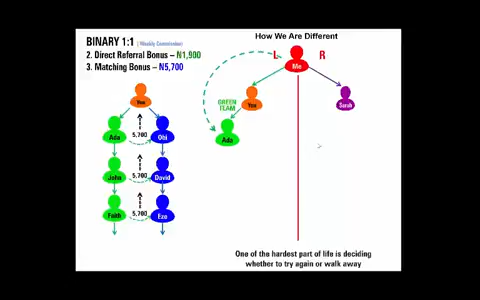 How We Are Different
BINARY 1:1 (Weekly Commission)
2. Direct Referral Bonus – N1,900
3. Matching Bonus – N5,700
L R
Me
You
GREEN
TEAM
You
Sarah
Ada
Ada 5,700 Obi
John 5,700 David
Faith 5,700 Eze
One of the hardest part of life is deciding
whether to try again or walk away